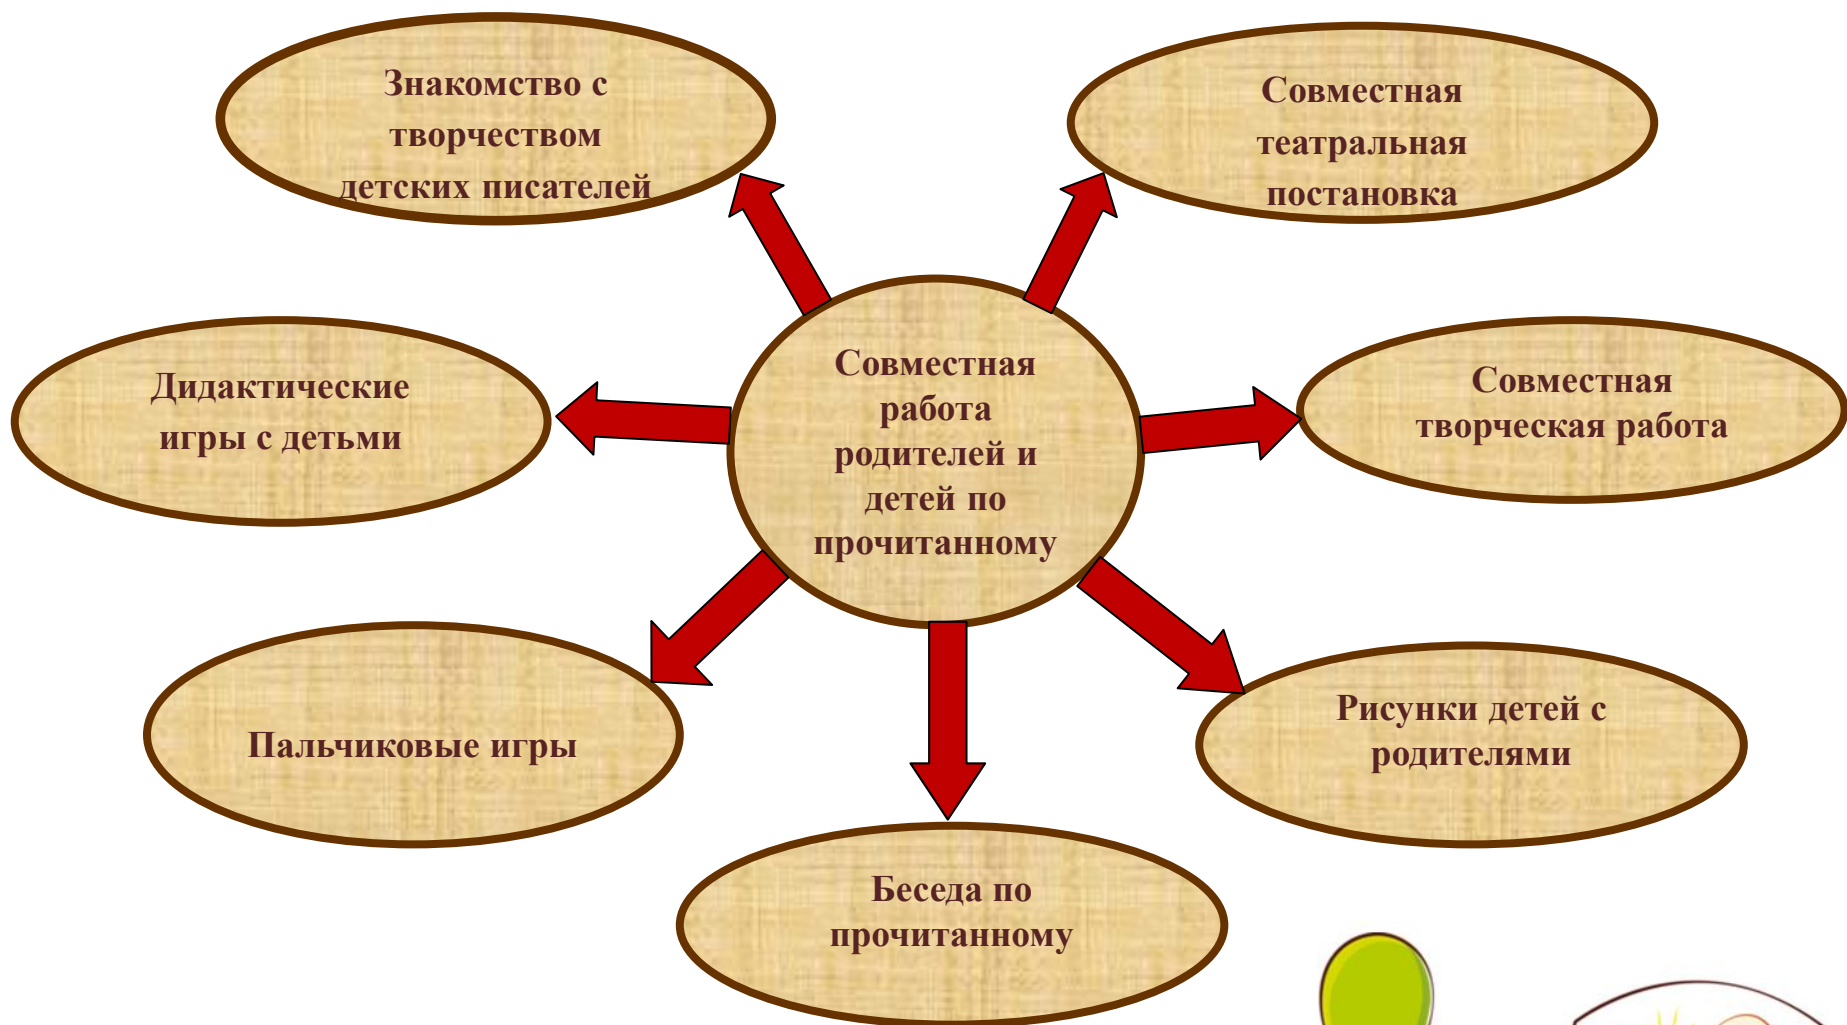 Знакомство с
творчеством
детских писателей
Совместная
театральная
постановка
Совместная
работа
родителей и
детей по
прочитанному
Дидактические
игры с детьми
Совместная
творческая работа
Пальчиковые игры
Рисунки детей с
родителями
Беседа по
прочитанному